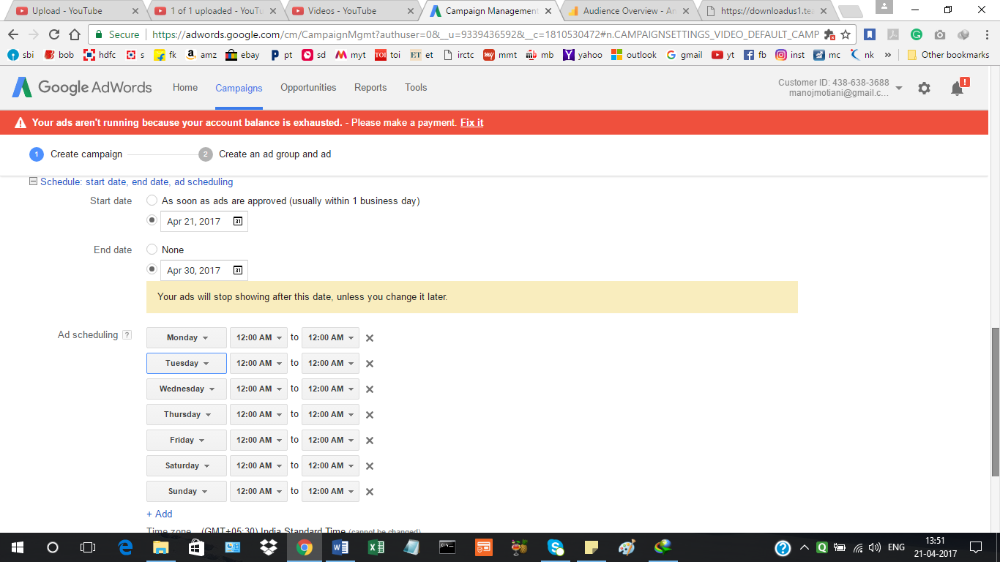 Upload - YouTube
1 of 1 uploaded - YouTu
Videos - YouTube
Campaign Management
Audience Overview - An
https://downloadus1.tea
Secure
https://adwords.google.com/cm/CampaignMgmt?authuser=0&__u=9339436592&__c=1810530472#n.CAMPAIGNSETTINGS_VIDEO_DEFAULT_CAMP
sbi bob hdfc s fk amz ebay pt sd myt toi et irctc mmt mb yahoo outlook gmail yt fb inst mc nk » Other bookmarks
Google AdWords
Home Campaigns Opportunities Reports Tools
Customer ID: 438-638-3688
manojmotiani@gmail.c...
Your ads aren't running because your account balance is exhausted. - Please make a payment. Fix it
1 Create campaign 2 Create an ad group and ad
Schedule: start date, end date, ad scheduling
Start date As soon as ads are approved (usually within 1 business day)
Apr 21, 2017 31
End date None
Apr 30, 2017 31
Your ads will stop showing after this date, unless you change it later.
Ad scheduling ? Monday 12:00 AM to 12:00 AM
Tuesday 12:00 AM to 12:00 AM
Wednesday 12:00 AM to 12:00 AM
Thursday 12:00 AM to 12:00 AM
Friday 12:00 AM to 12:00 AM
Saturday 12:00 AM to 12:00 AM
Sunday 12:00 AM to 12:00 AM
+ Add
Time zone (GMT+05:30) India Standard Time (cannot be changed)
ENG
13:51
21-04-2017